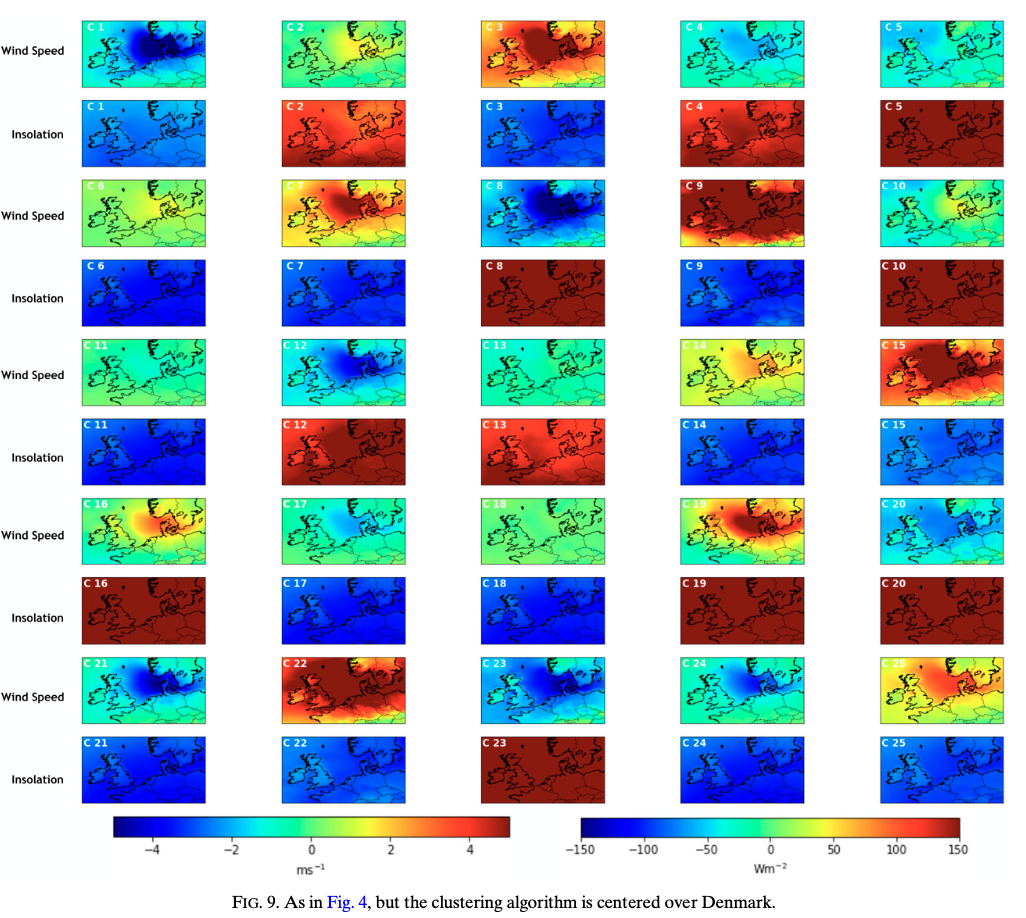 Wind Speed C 1 C 2 C 3 C 4 C 5
Insolation C 1 C 2 C 3 C 4 C 5
Wind Speed C 6 C 7 C 8 C 9 C 10
Insolation C 6 C 7 C 8 C 9 C 10
Wind Speed C 11 C 12 C 13 C 14 C 15
Insolation C 11 C 12 C 13 C 14 C 15
Wind Speed C 16 C 17 C 18 C 19 C 20
Insolation C 16 C 17 C 18 C 19 C 20
Wind Speed C 21 C 22 C 23 C 24 C 25
Insolation C 21 C 22 C 23 C 24 C 25
−4 −2 0 2 4 −150 −100 −50 0 50 100 150
ms⁻¹ Wm⁻²
FIG. 9. As in Fig. 4, but the clustering algorithm is centered over Denmark.